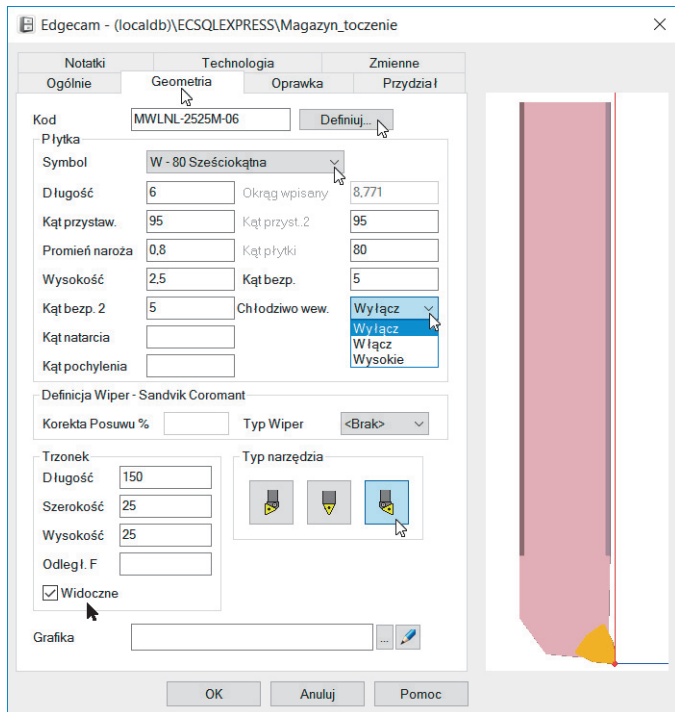 Edgecam - (localdb)\ECSQLEXPRESS\Magazyn_toczenie
Notatki Technologia Zmienne
Ogólnie Geometria Oprawka Przydział
Kod MWLNL-2525M-06 Definiuj...
Płytka
Symbol W - 80 Sześciokątna
Długość 6 Okrąg wpisany 8,771
Kąt przystaw. 95 Kąt przyst.2 95
Promień naroża 0,8 Kąt płytki 80
Wysokość 2,5 Kąt bezp. 5
Kąt bezp. 2 5 Chłodziwo wew. Wyłącz
Wyłącz
Kąt natarcia Włącz
Wysokie
Kąt pochylenia
Definicja Wiper - Sandvik Coromant
Korekta Posuwu % Typ Wiper <Brak>
Trzonek Typ narzędzia
Długość 150
Szerokość 25
Wysokość 25
Odległ. F
Widoczne
Grafika ...
OK Anuluj Pomoc